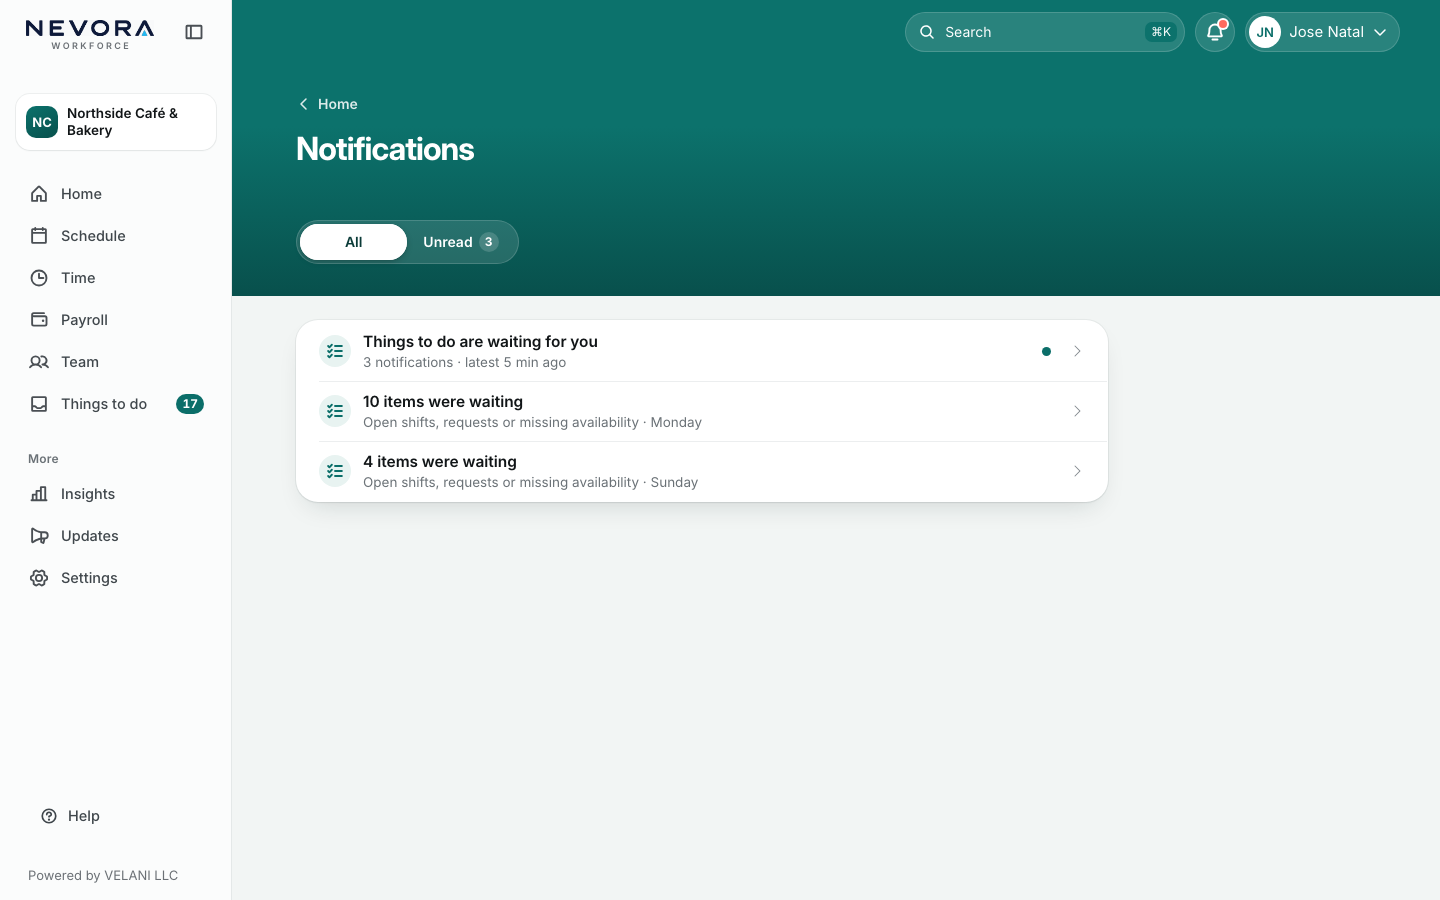 NEVORA
WORKFORCE
Search
⌘K
JN
Jose Natal
NC
Northside Café &
Bakery
Home
Schedule
Time
Payroll
Team
Things to do
17
More
Insights
Updates
Settings
Help
Powered by VELANI LLC
Home
Notifications
All
Unread 3
Things to do are waiting for you
3 notifications · latest 5 min ago
10 items were waiting
Open shifts, requests or missing availability · Monday
4 items were waiting
Open shifts, requests or missing availability · Sunday